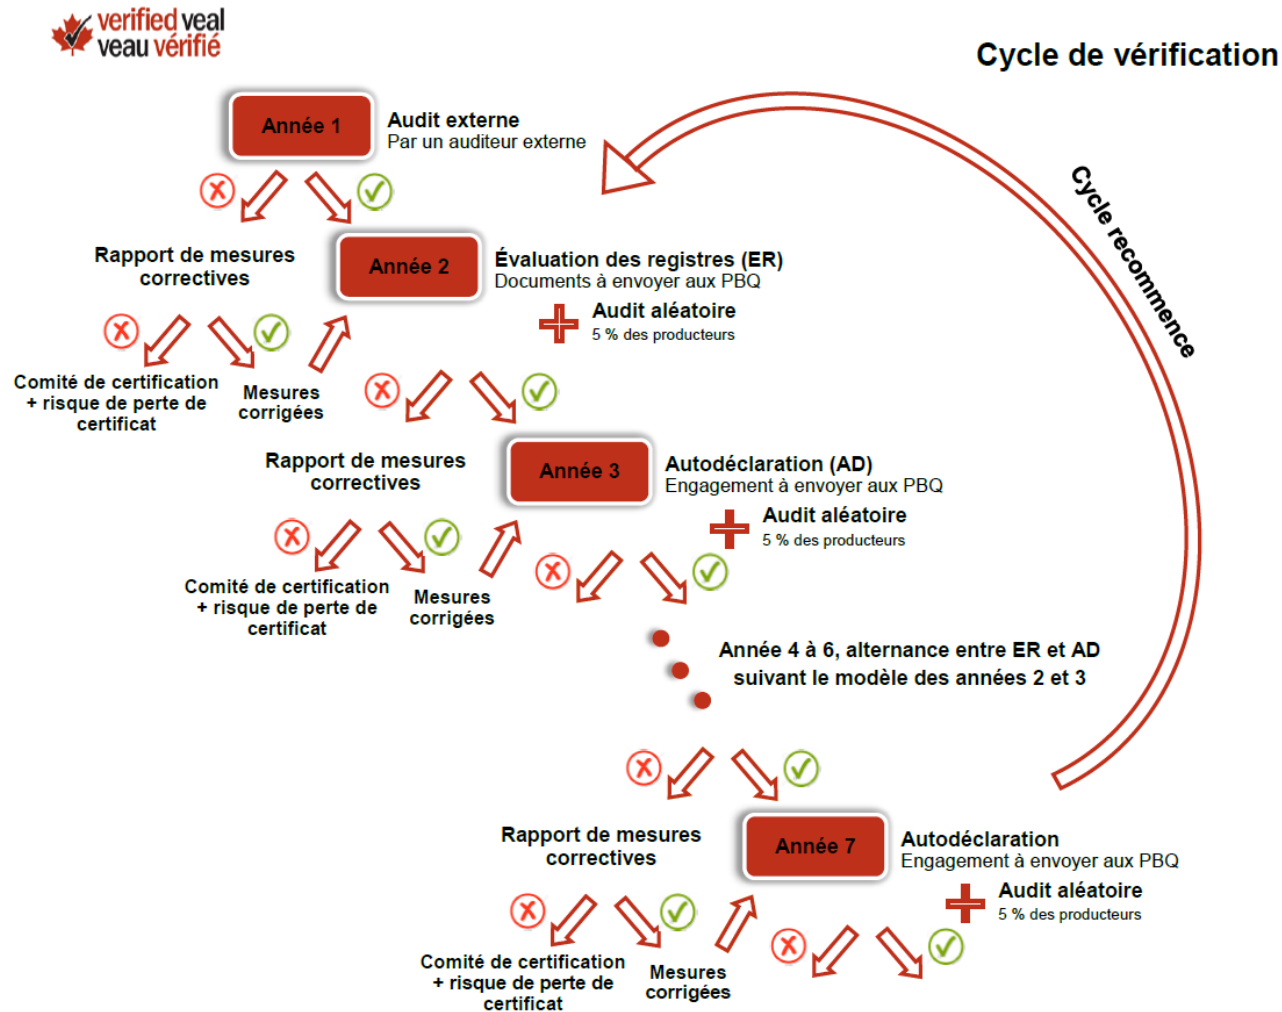 verified veal
veau vérifié
Cycle de vérification
Année 1
Audit externe
Par un auditeur externe
Cycle recommence
Rapport de mesures
correctives
Année 2
Évaluation des registres (ER)
Documents à envoyer aux PBQ
Audit aléatoire
5 % des producteurs
Comité de certification
+ risque de perte de
certificat
Mesures
corrigées
Rapport de mesures
correctives
Année 3
Autodéclaration (AD)
Engagement à envoyer aux PBQ
Audit aléatoire
5 % des producteurs
Comité de certification
+ risque de perte de
certificat
Mesures
corrigées
Année 4 à 6, alternance entre ER et AD
suivant le modèle des années 2 et 3
Rapport de mesures
correctives
Année 7
Autodéclaration
Engagement à envoyer aux PBQ
Audit aléatoire
5 % des producteurs
Comité de certification
+ risque de perte de
certificat
Mesures
corrigées